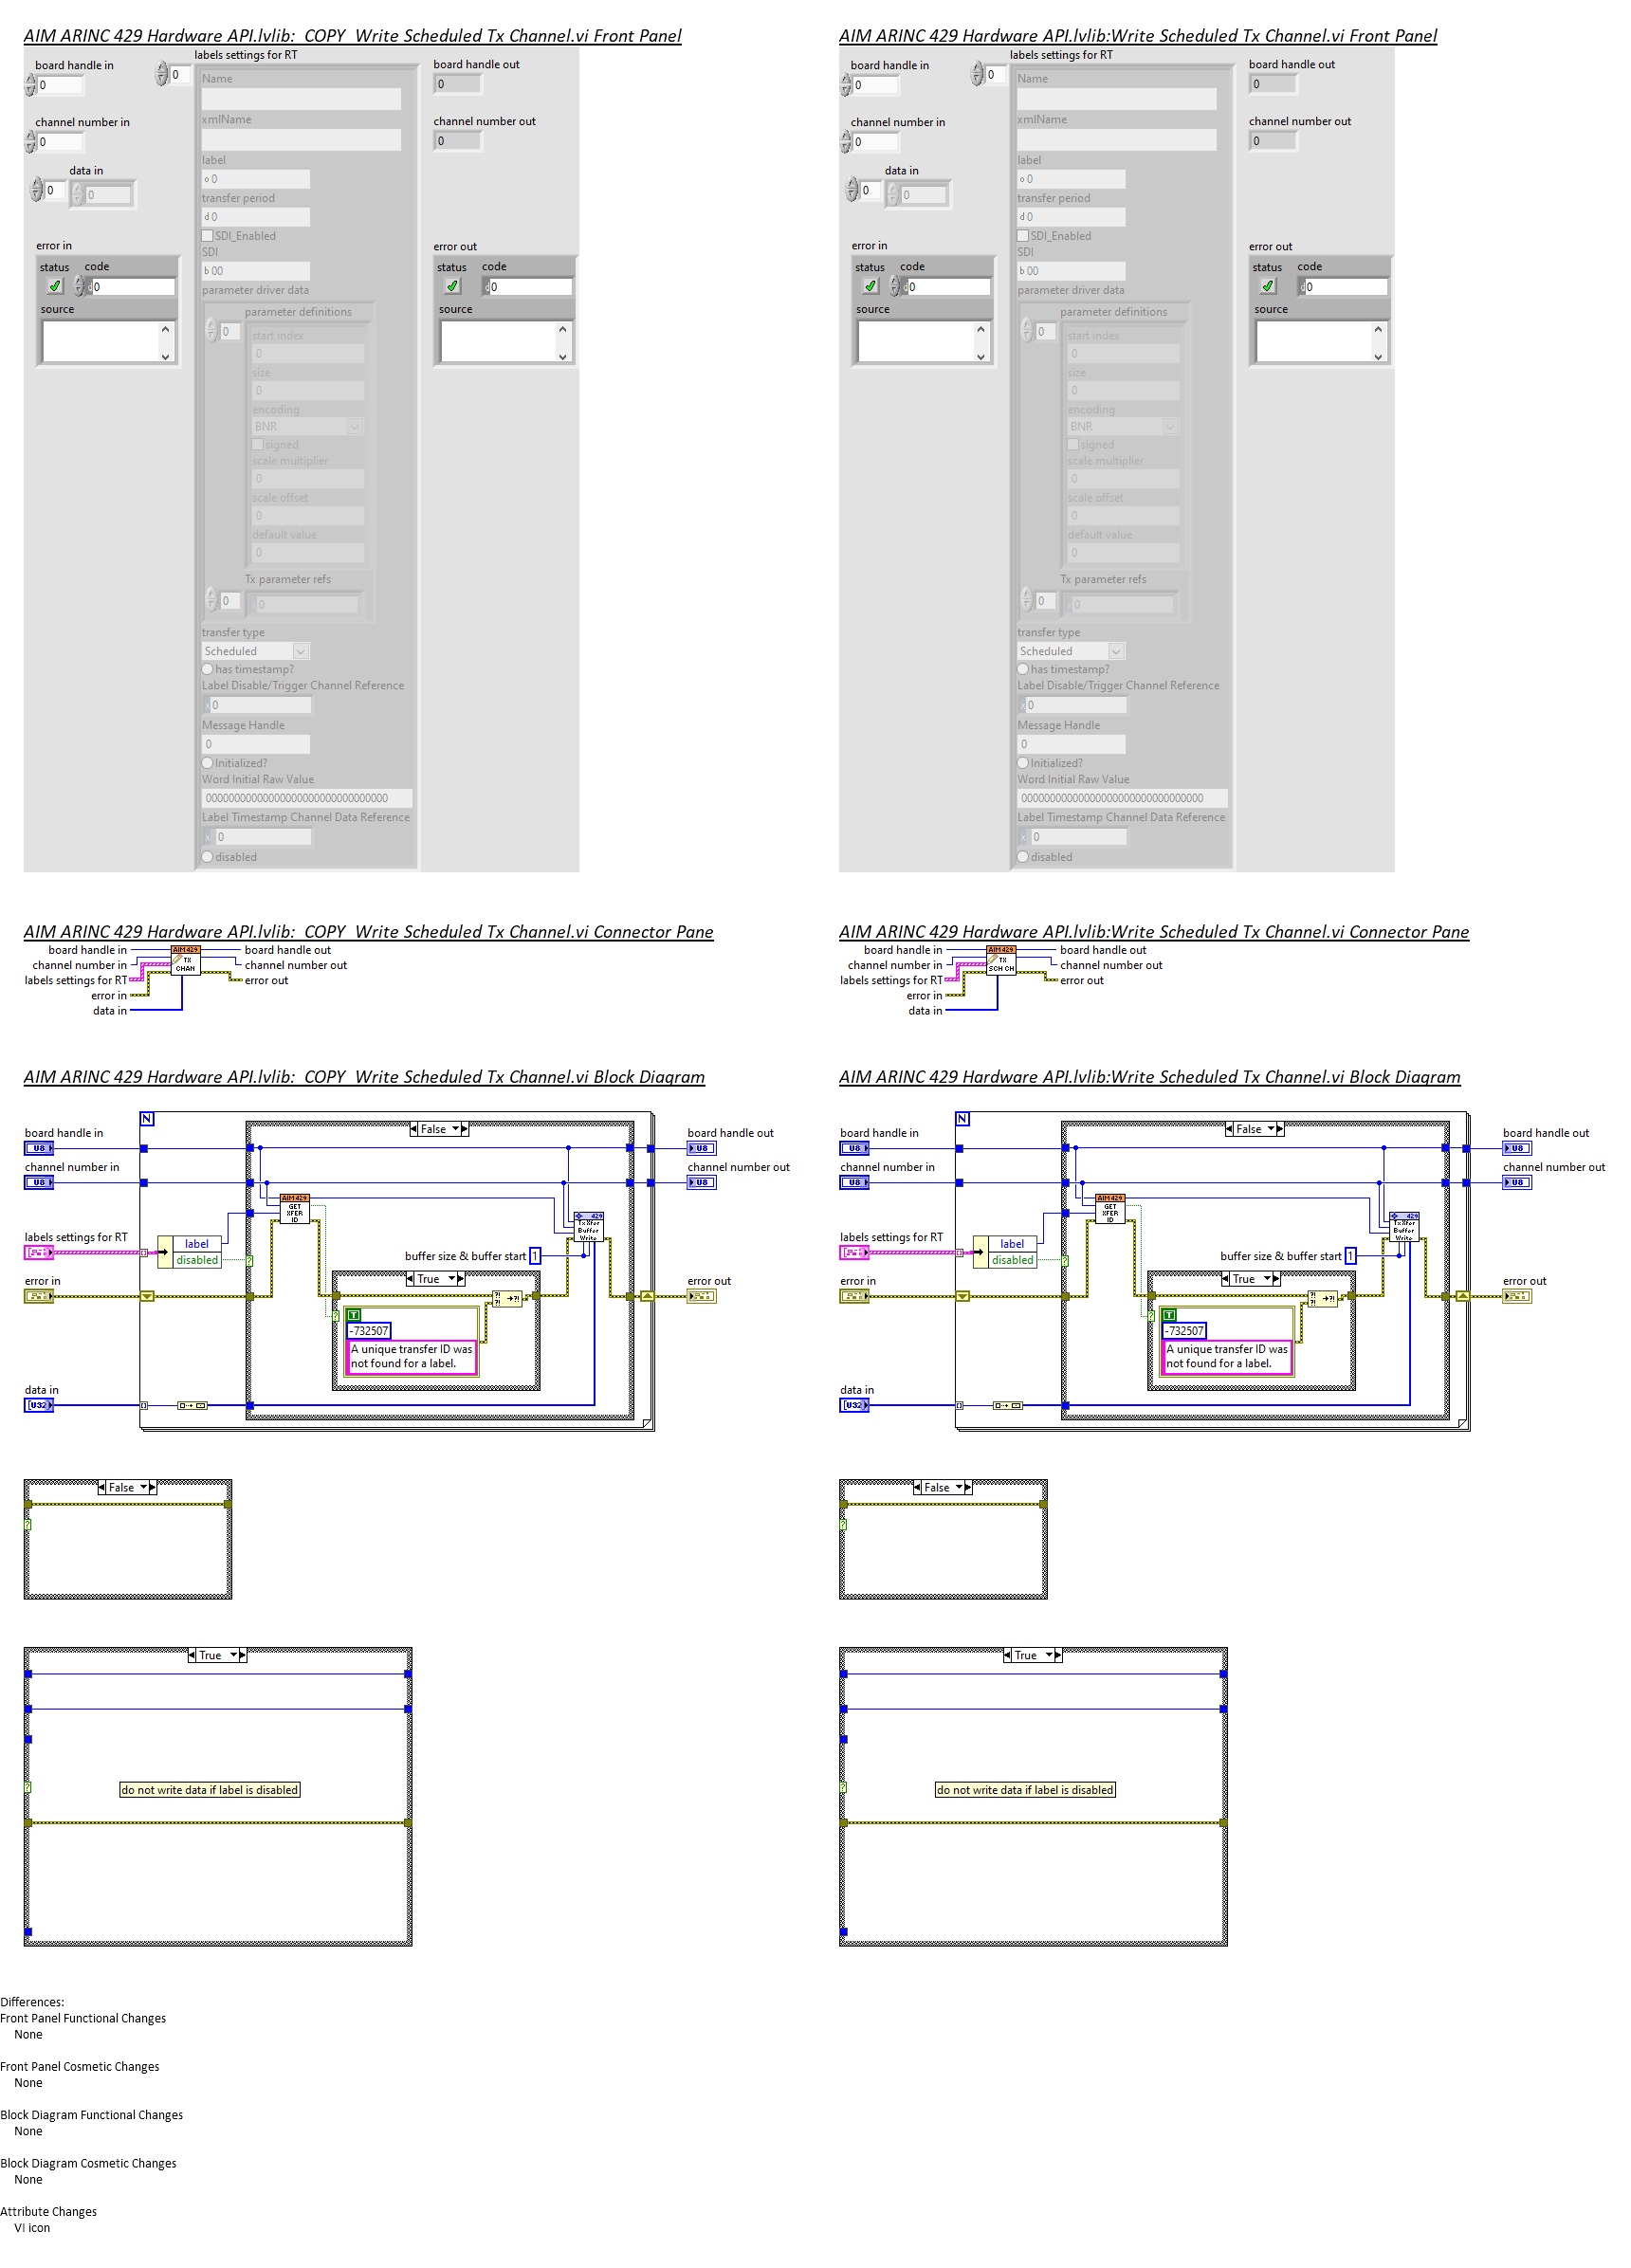 AIM ARINC 429 Hardware API.lvlib:  COPY  Write Scheduled Tx Channel.vi Front Panel
labels settings for RT
board handle in
0
0
Name
xmlName
label
o 0
transfer period
d 0
SDI_Enabled
SDI
b 00
parameter driver data
parameter definitions
0
start index
0
size
0
encoding
BNR
signed
scale multiplier
0
scale offset
0
default value
0
Tx parameter refs
0
0
transfer type
Scheduled
has timestamp?
Label Disable/Trigger Channel Reference
x 0
Message Handle
0
Initialized?
Word Initial Raw Value
00000000000000000000000000000000
Label Timestamp Channel Data Reference
x 0
disabled
channel number in
0
data in
0
0
error in
status
code
d0
source
board handle out
0
channel number out
0
error out
status
code
d0
source
AIM ARINC 429 Hardware API.lvlib:Write Scheduled Tx Channel.vi Front Panel
labels settings for RT
board handle in
0
0
Name
xmlName
label
o 0
transfer period
d 0
SDI_Enabled
SDI
b 00
parameter driver data
parameter definitions
0
start index
0
size
0
encoding
BNR
signed
scale multiplier
0
scale offset
0
default value
0
Tx parameter refs
0
0
transfer type
Scheduled
has timestamp?
Label Disable/Trigger Channel Reference
x 0
Message Handle
0
Initialized?
Word Initial Raw Value
00000000000000000000000000000000
Label Timestamp Channel Data Reference
x 0
disabled
channel number in
0
data in
0
0
error in
status
code
d0
source
board handle out
0
channel number out
0
error out
status
code
d0
source
AIM ARINC 429 Hardware API.lvlib:  COPY  Write Scheduled Tx Channel.vi Connector Pane
board handle in
channel number in
labels settings for RT
error in
data in
AIM 429
TX
CHAN
board handle out
channel number out
error out
AIM ARINC 429 Hardware API.lvlib:Write Scheduled Tx Channel.vi Connector Pane
board handle in
channel number in
labels settings for RT
error in
data in
AIM 429
TX
SCH CH
board handle out
channel number out
error out
AIM ARINC 429 Hardware API.lvlib:  COPY  Write Scheduled Tx Channel.vi Block Diagram
N
False
board handle in
U8
channel number in
U8
AIM 429
GET
XFER
ID
labels settings for RT
label
disabled
429
Tx Xfer
Buffer
Write
buffer size & buffer start
1
error in
True
T
-732507
A unique transfer ID was
not found for a label.
data in
[U32]
board handle out
U8
channel number out
U8
error out
False
True
do not write data if label is disabled
AIM ARINC 429 Hardware API.lvlib:Write Scheduled Tx Channel.vi Block Diagram
N
False
board handle in
U8
channel number in
U8
AIM 429
GET
XFER
ID
labels settings for RT
label
disabled
429
Tx Xfer
Buffer
Write
buffer size & buffer start
1
error in
True
T
-732507
A unique transfer ID was
not found for a label.
data in
[U32]
board handle out
U8
channel number out
U8
error out
False
True
do not write data if label is disabled
Differences:
Front Panel Functional Changes
None
Front Panel Cosmetic Changes
None
Block Diagram Functional Changes
None
Block Diagram Cosmetic Changes
None
Attribute Changes
VI icon